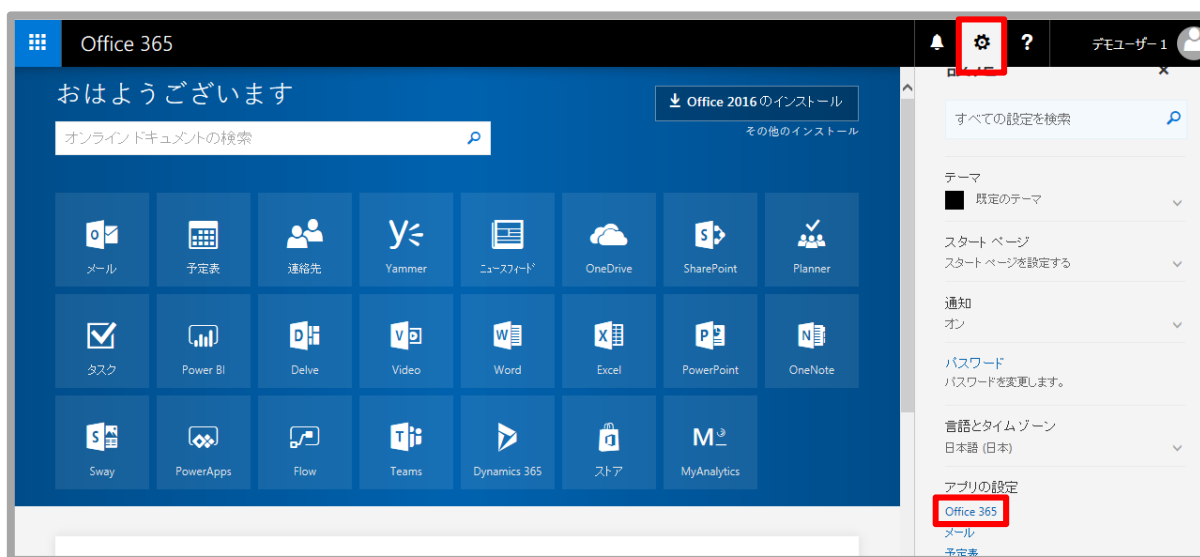 Office 365
?
デモユーザー 1
おはようございます
Office 2016 のインストール
その他のインストール
オンライン ドキュメントの検索
メール
予定表
連絡先
Yammer
ニュースフィード
OneDrive
SharePoint
Planner
タスク
Power BI
Delve
Video
Word
Excel
PowerPoint
OneNote
Sway
PowerApps
Flow
Teams
Dynamics 365
ストア
MyAnalytics
すべての設定を検索
テーマ
既定のテーマ
スタート ページ
スタート ページを設定する
通知
オン
パスワード
パスワードを変更します。
言語とタイム ゾーン
日本語 (日本)
アプリの設定
Office 365
メール
予定表